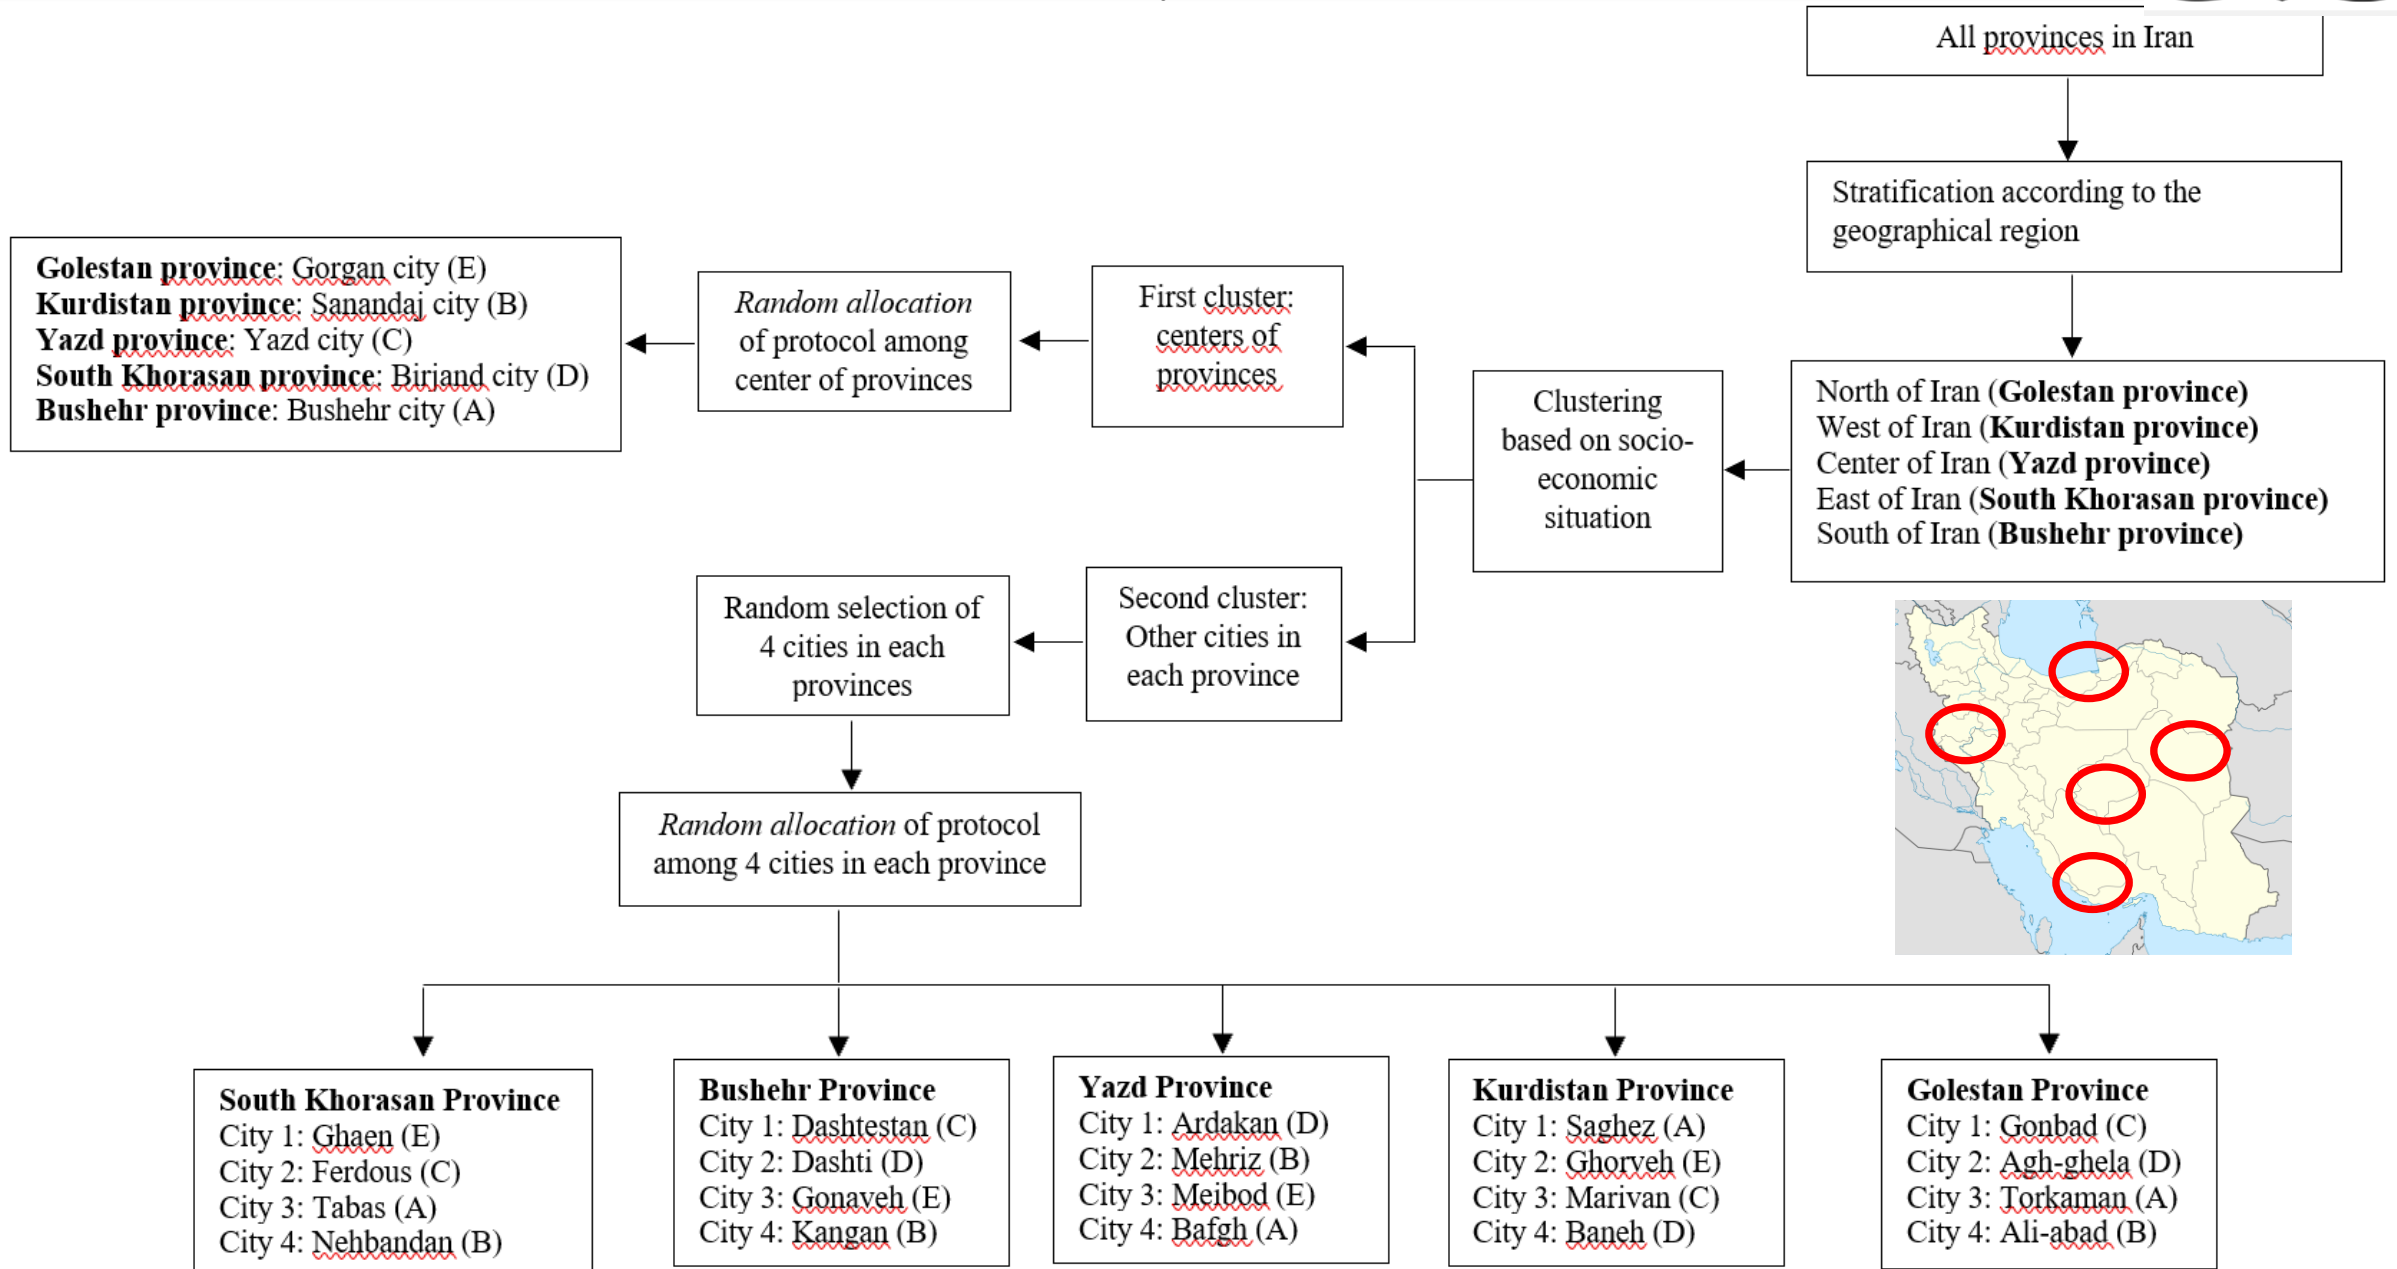 All provinces in Iran
Stratification according to the
geographical region
North of Iran (Golestan province)
West of Iran (Kurdistan province)
Center of Iran (Yazd province)
East of Iran (South Khorasan province)
South of Iran (Bushehr province)
Clustering
based on socio-
economic
situation
First cluster:
centers of
provinces
Random allocation
of protocol among
center of provinces
Golestan province: Gorgan city (E)
Kurdistan province: Sanandaj city (B)
Yazd province: Yazd city (C)
South Khorasan province: Birjand city (D)
Bushehr province: Bushehr city (A)
Second cluster:
Other cities in
each province
Random selection of
4 cities in each
provinces
Random allocation of protocol
among 4 cities in each province
South Khorasan Province
City 1: Ghaen (E)
City 2: Ferdous (C)
City 3: Tabas (A)
City 4: Nehbandan (B)
Bushehr Province
City 1: Dashtestan (C)
City 2: Dashti (D)
City 3: Gonaveh (E)
City 4: Kangan (B)
Yazd Province
City 1: Ardakan (D)
City 2: Mehriz (B)
City 3: Meibod (E)
City 4: Bafgh (A)
Kurdistan Province
City 1: Saghez (A)
City 2: Ghorveh (E)
City 3: Marivan (C)
City 4: Baneh (D)
Golestan Province
City 1: Gonbad (C)
City 2: Agh-ghela (D)
City 3: Torkaman (A)
City 4: Ali-abad (B)